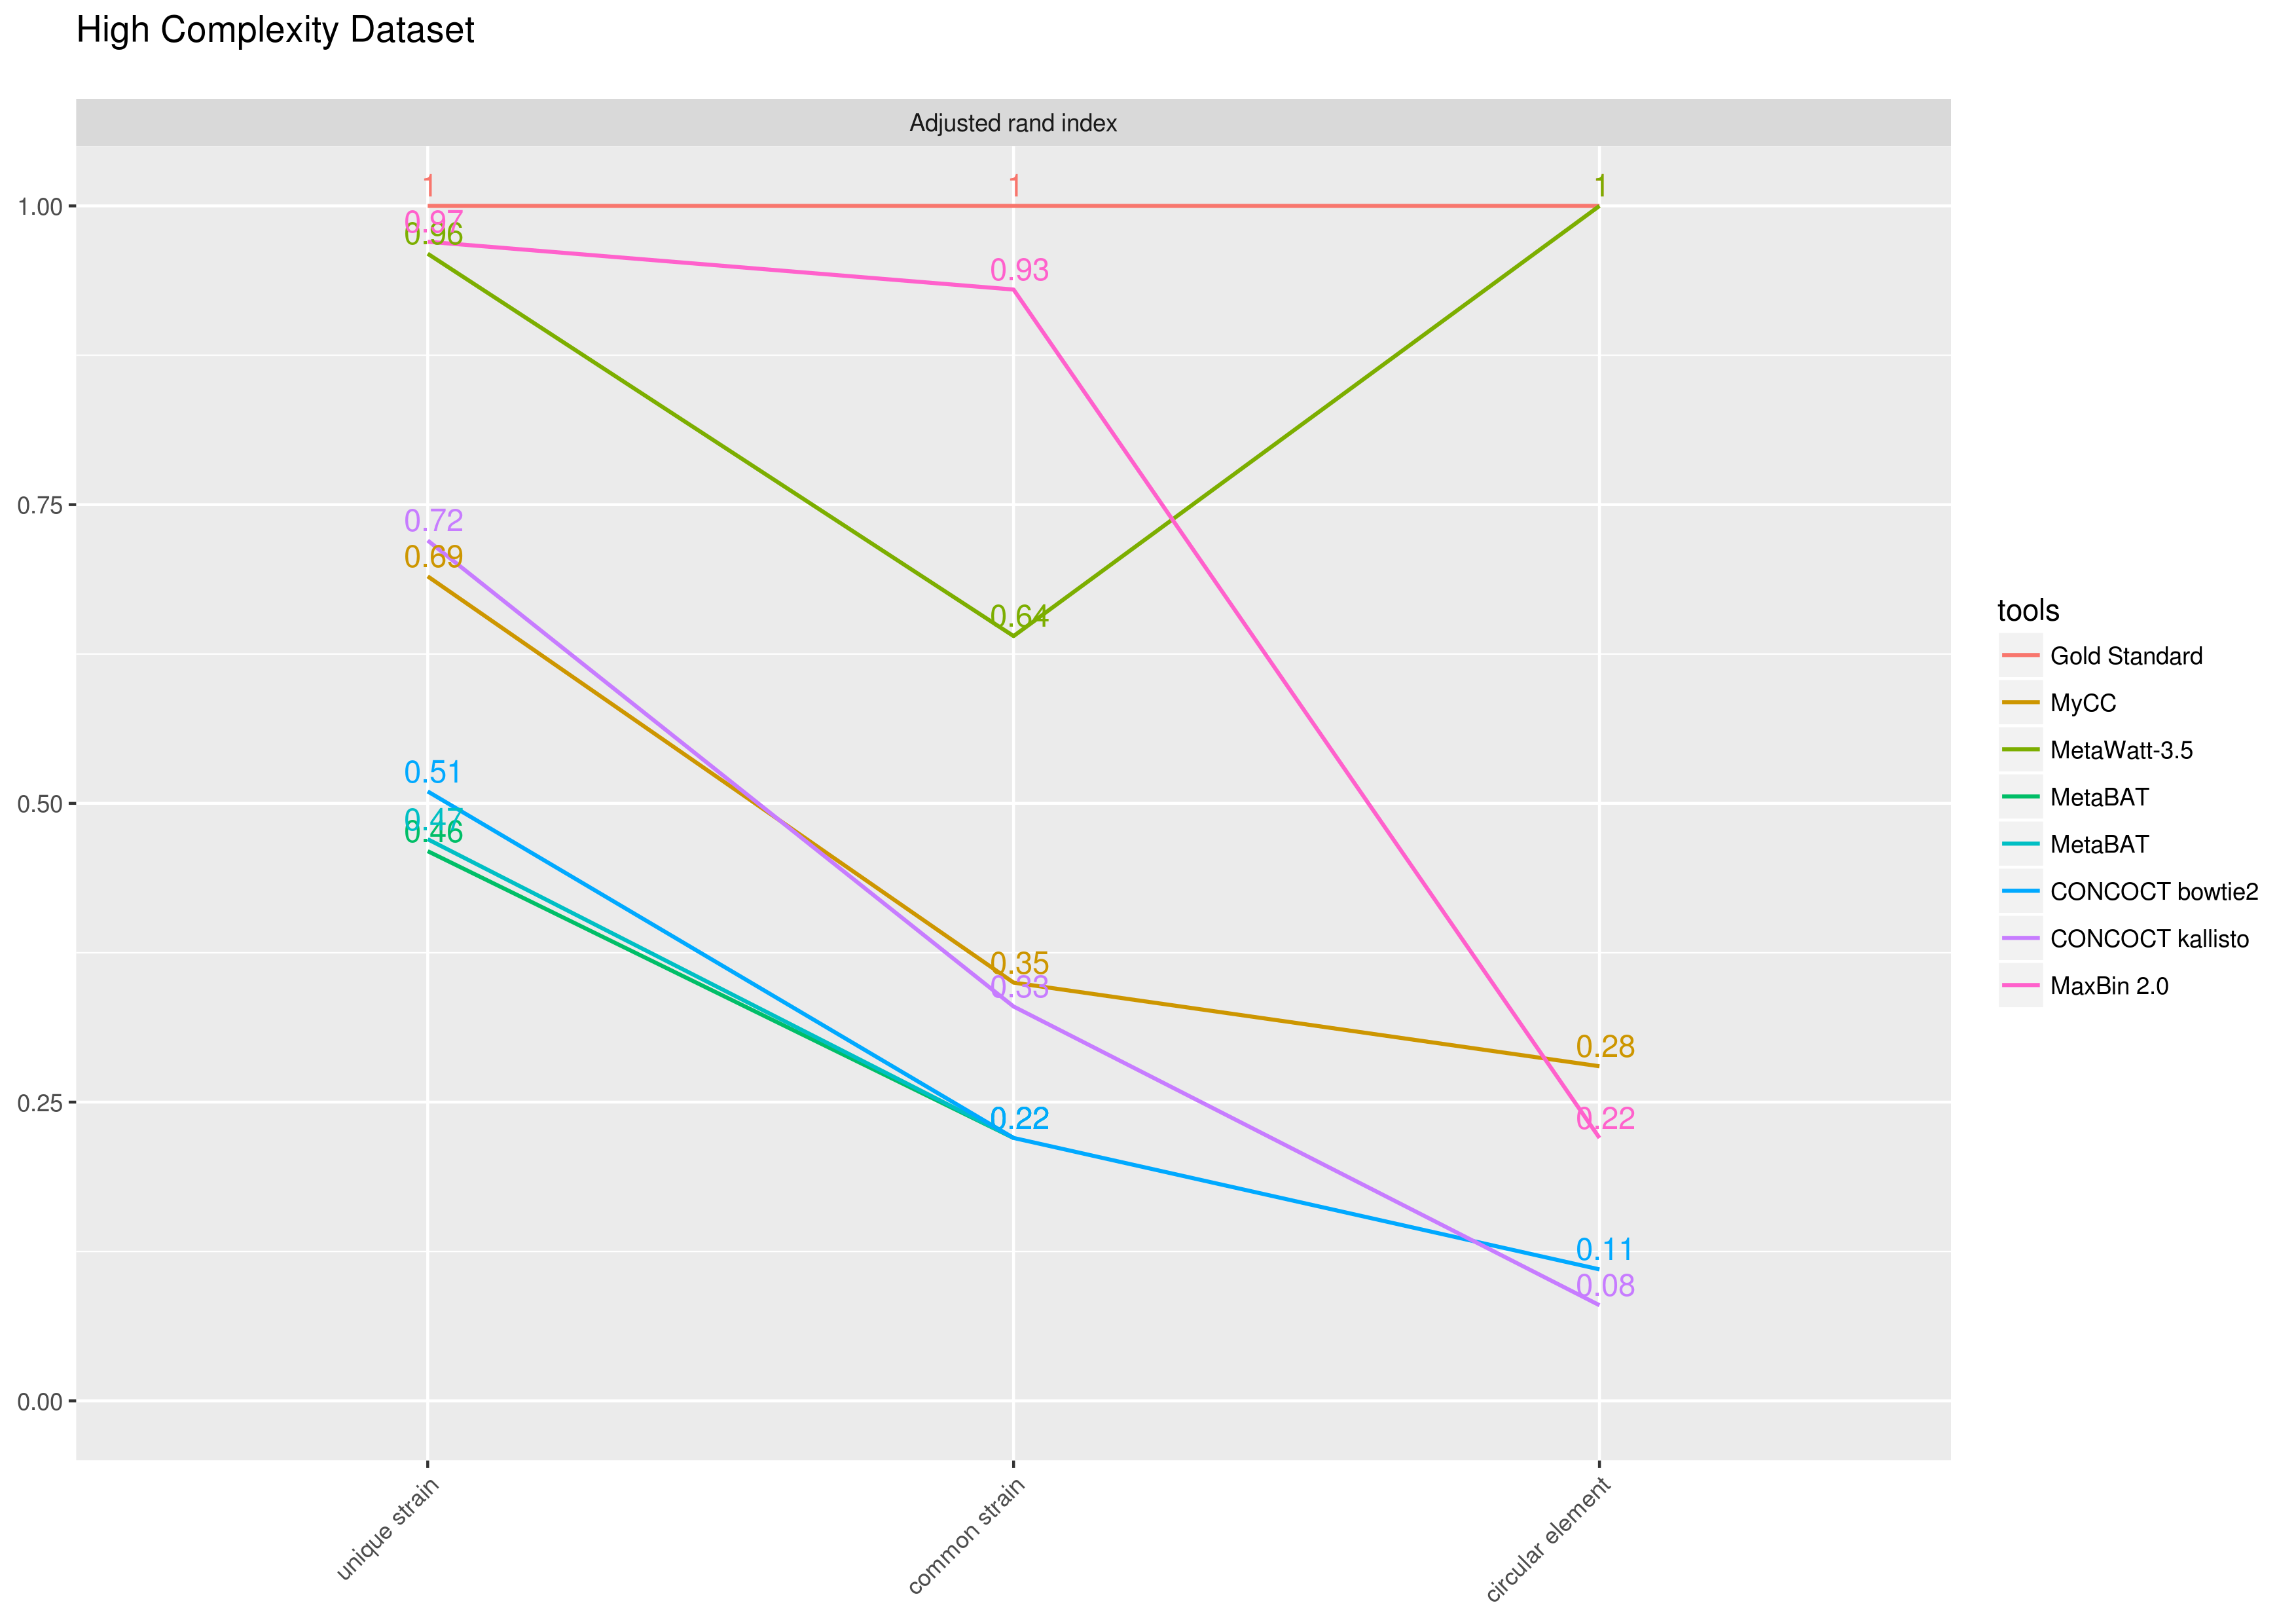 High Complexity Dataset
Adjusted rand index
1
1
1
0.97
0.96
0.93
0.72
0.69
0.64
0.51
0.47
0.46
0.35
0.33
0.28
0.22
0.22
0.11
0.08
1.00
0.75
0.50
0.25
0.00
unique strain
common strain
circular element
tools
Gold Standard
MyCC
MetaWatt-3.5
MetaBAT
MetaBAT
CONCOCT bowtie2
CONCOCT kallisto
MaxBin 2.0